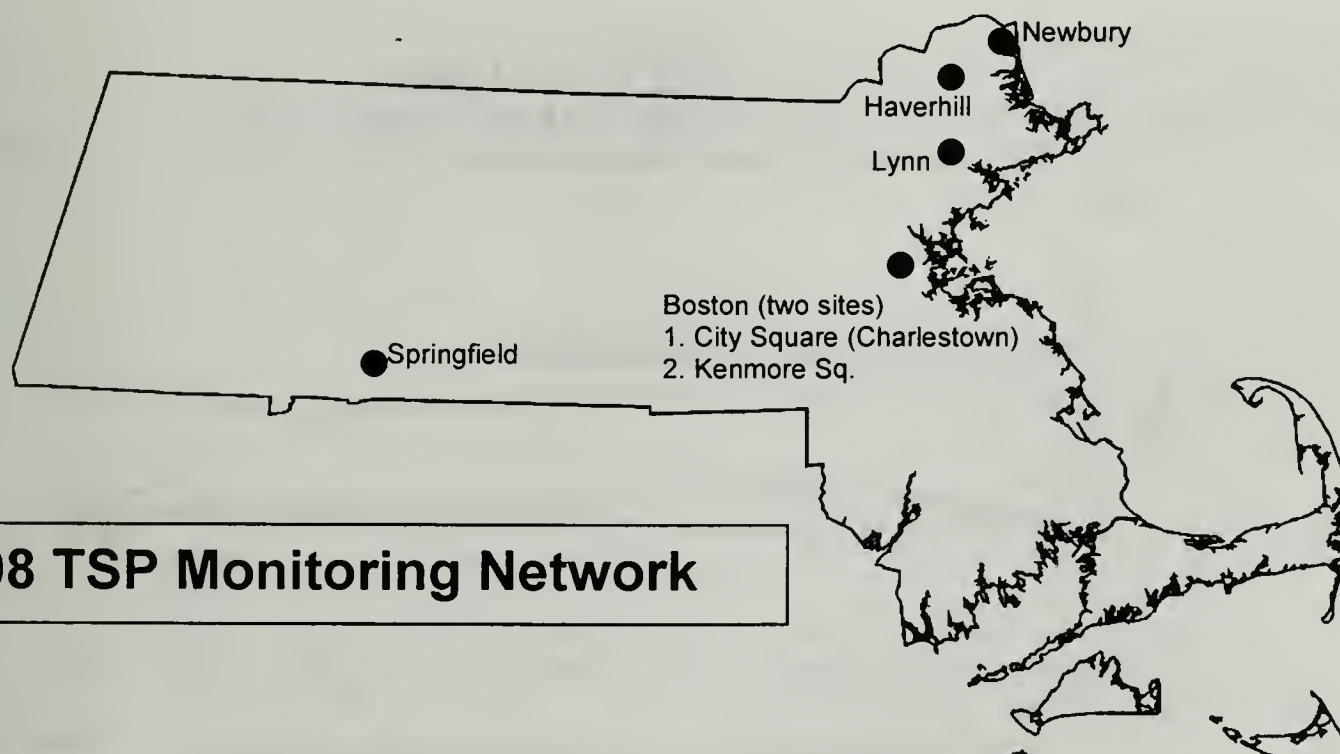 Newbury
Haverhill
Lynn
Boston (two sites)
1. City Square (Charlestown)
2. Kenmore Sq.
Springfield
98 TSP Monitoring Network